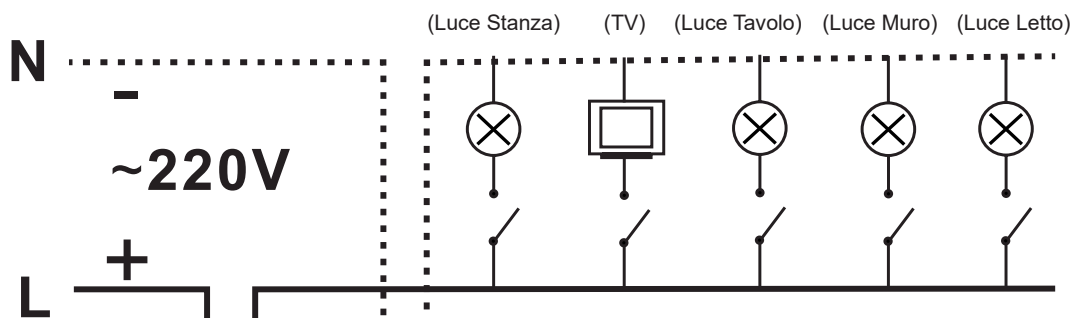 (Luce Stanza) (TV) (Luce Tavolo) (Luce Muro) (Luce Letto)
N
-
~220V
+
L